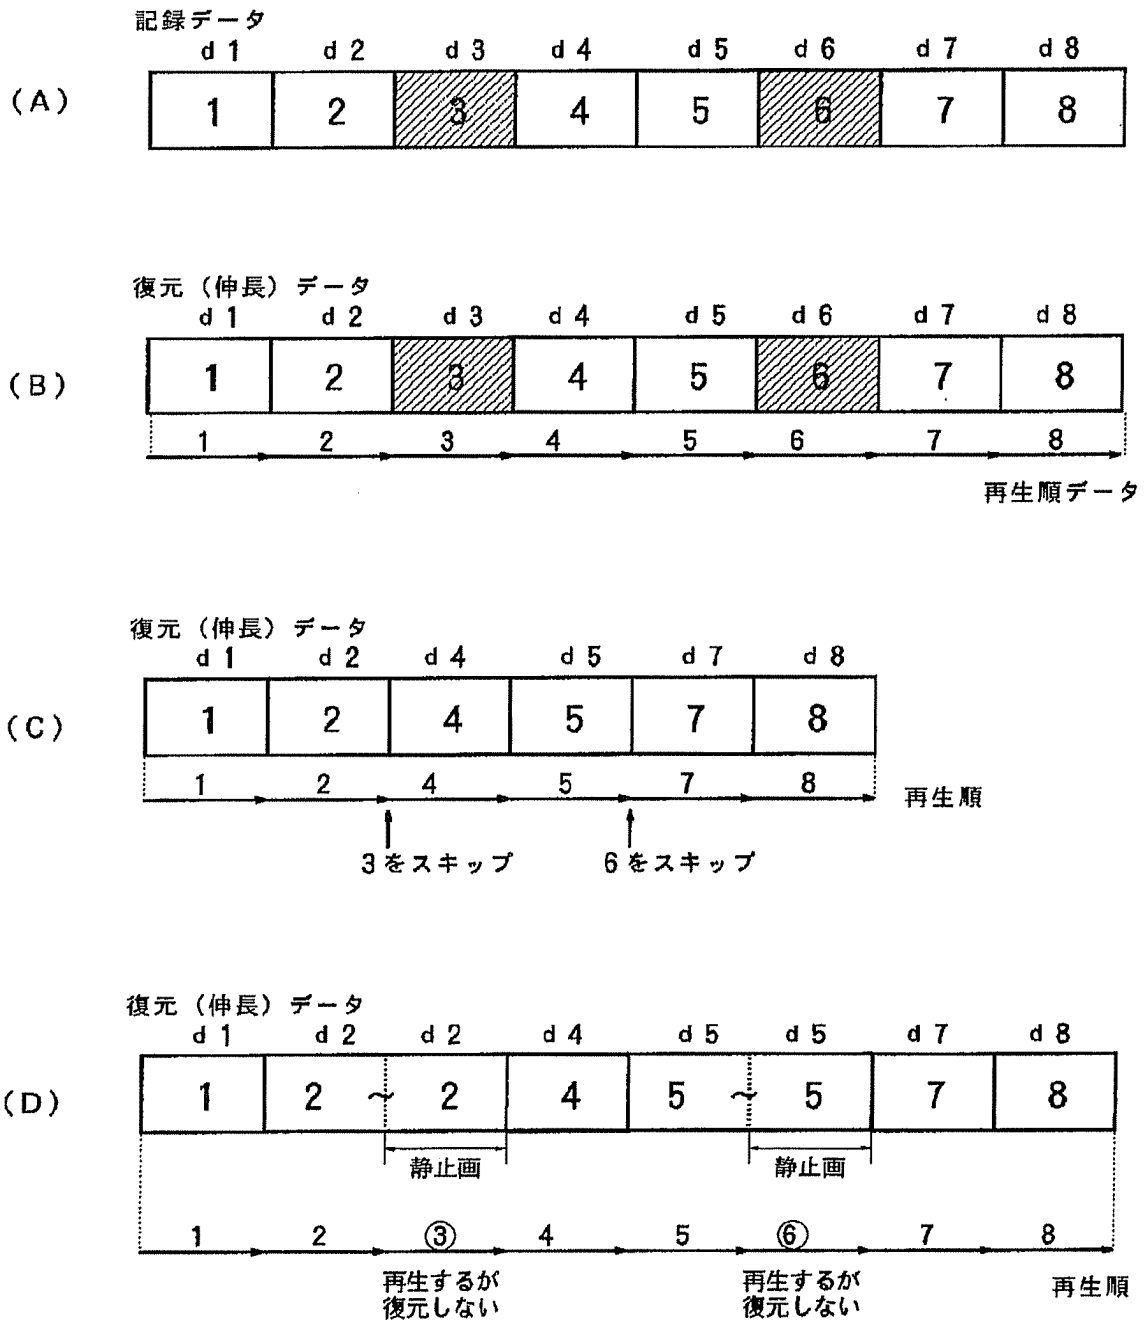 記録データ
d1 d2 d3 d4 d5 d6 d7 d8
(A) 1 2 3 4 5 6 7 8
復元(伸長)データ
d1 d2 d3 d4 d5 d6 d7 d8
(B) 1 2 3 4 5 6 7 8
1 2 3 4 5 6 7 8
再生順データ
復元(伸長)データ
d1 d2 d4 d5 d7 d8
(C) 1 2 4 5 7 8
1 2 4 5 7 8 再生順
3をスキップ 6をスキップ
復元(伸長)データ
d1 d2 d2 d4 d5 d5 d7 d8
(D) 1 2 ~ 2 4 5 ~ 5 7 8
静止画 静止画
1 2 ③ 4 5 ⑥ 7 8
再生するが 再生するが 再生順
復元しない 復元しない